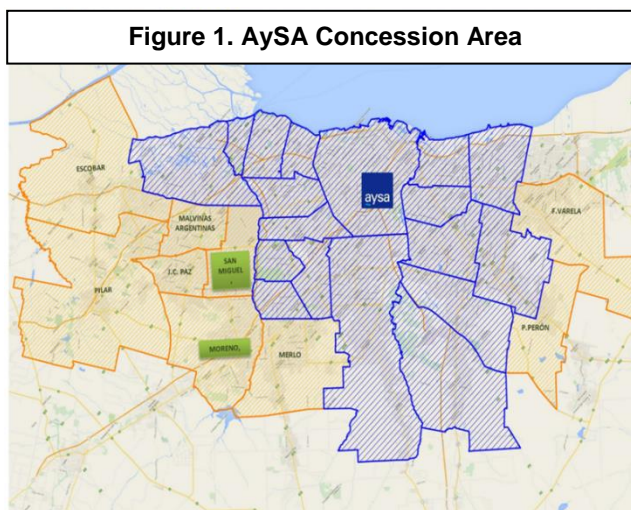 Figure 1. AySA Concession Area
ESCOBAR
MALVINAS
ARGENTINAS
aysa
F.VARELA
SAN
MIGUEL
,
J.C. PAZ
PILAR
P.PERÓN
MORENO,
MERLO